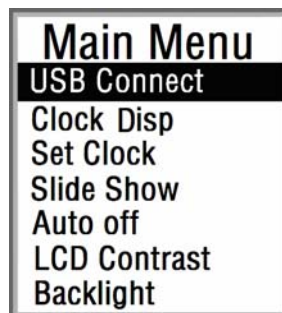 Main Menu
USB Connect
Clock Disp
Set Clock
Slide Show
Auto off
LCD Contrast
Backlight